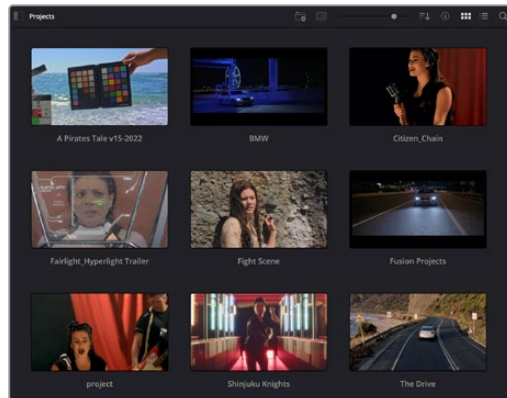 Projects
A Pirates Tale v15-2022
BMW
Citizen_Chain
Fairlight_Hyperlight Trailer
Fight Scene
Fusion Projects
project
Shinjuku Knights
The Drive